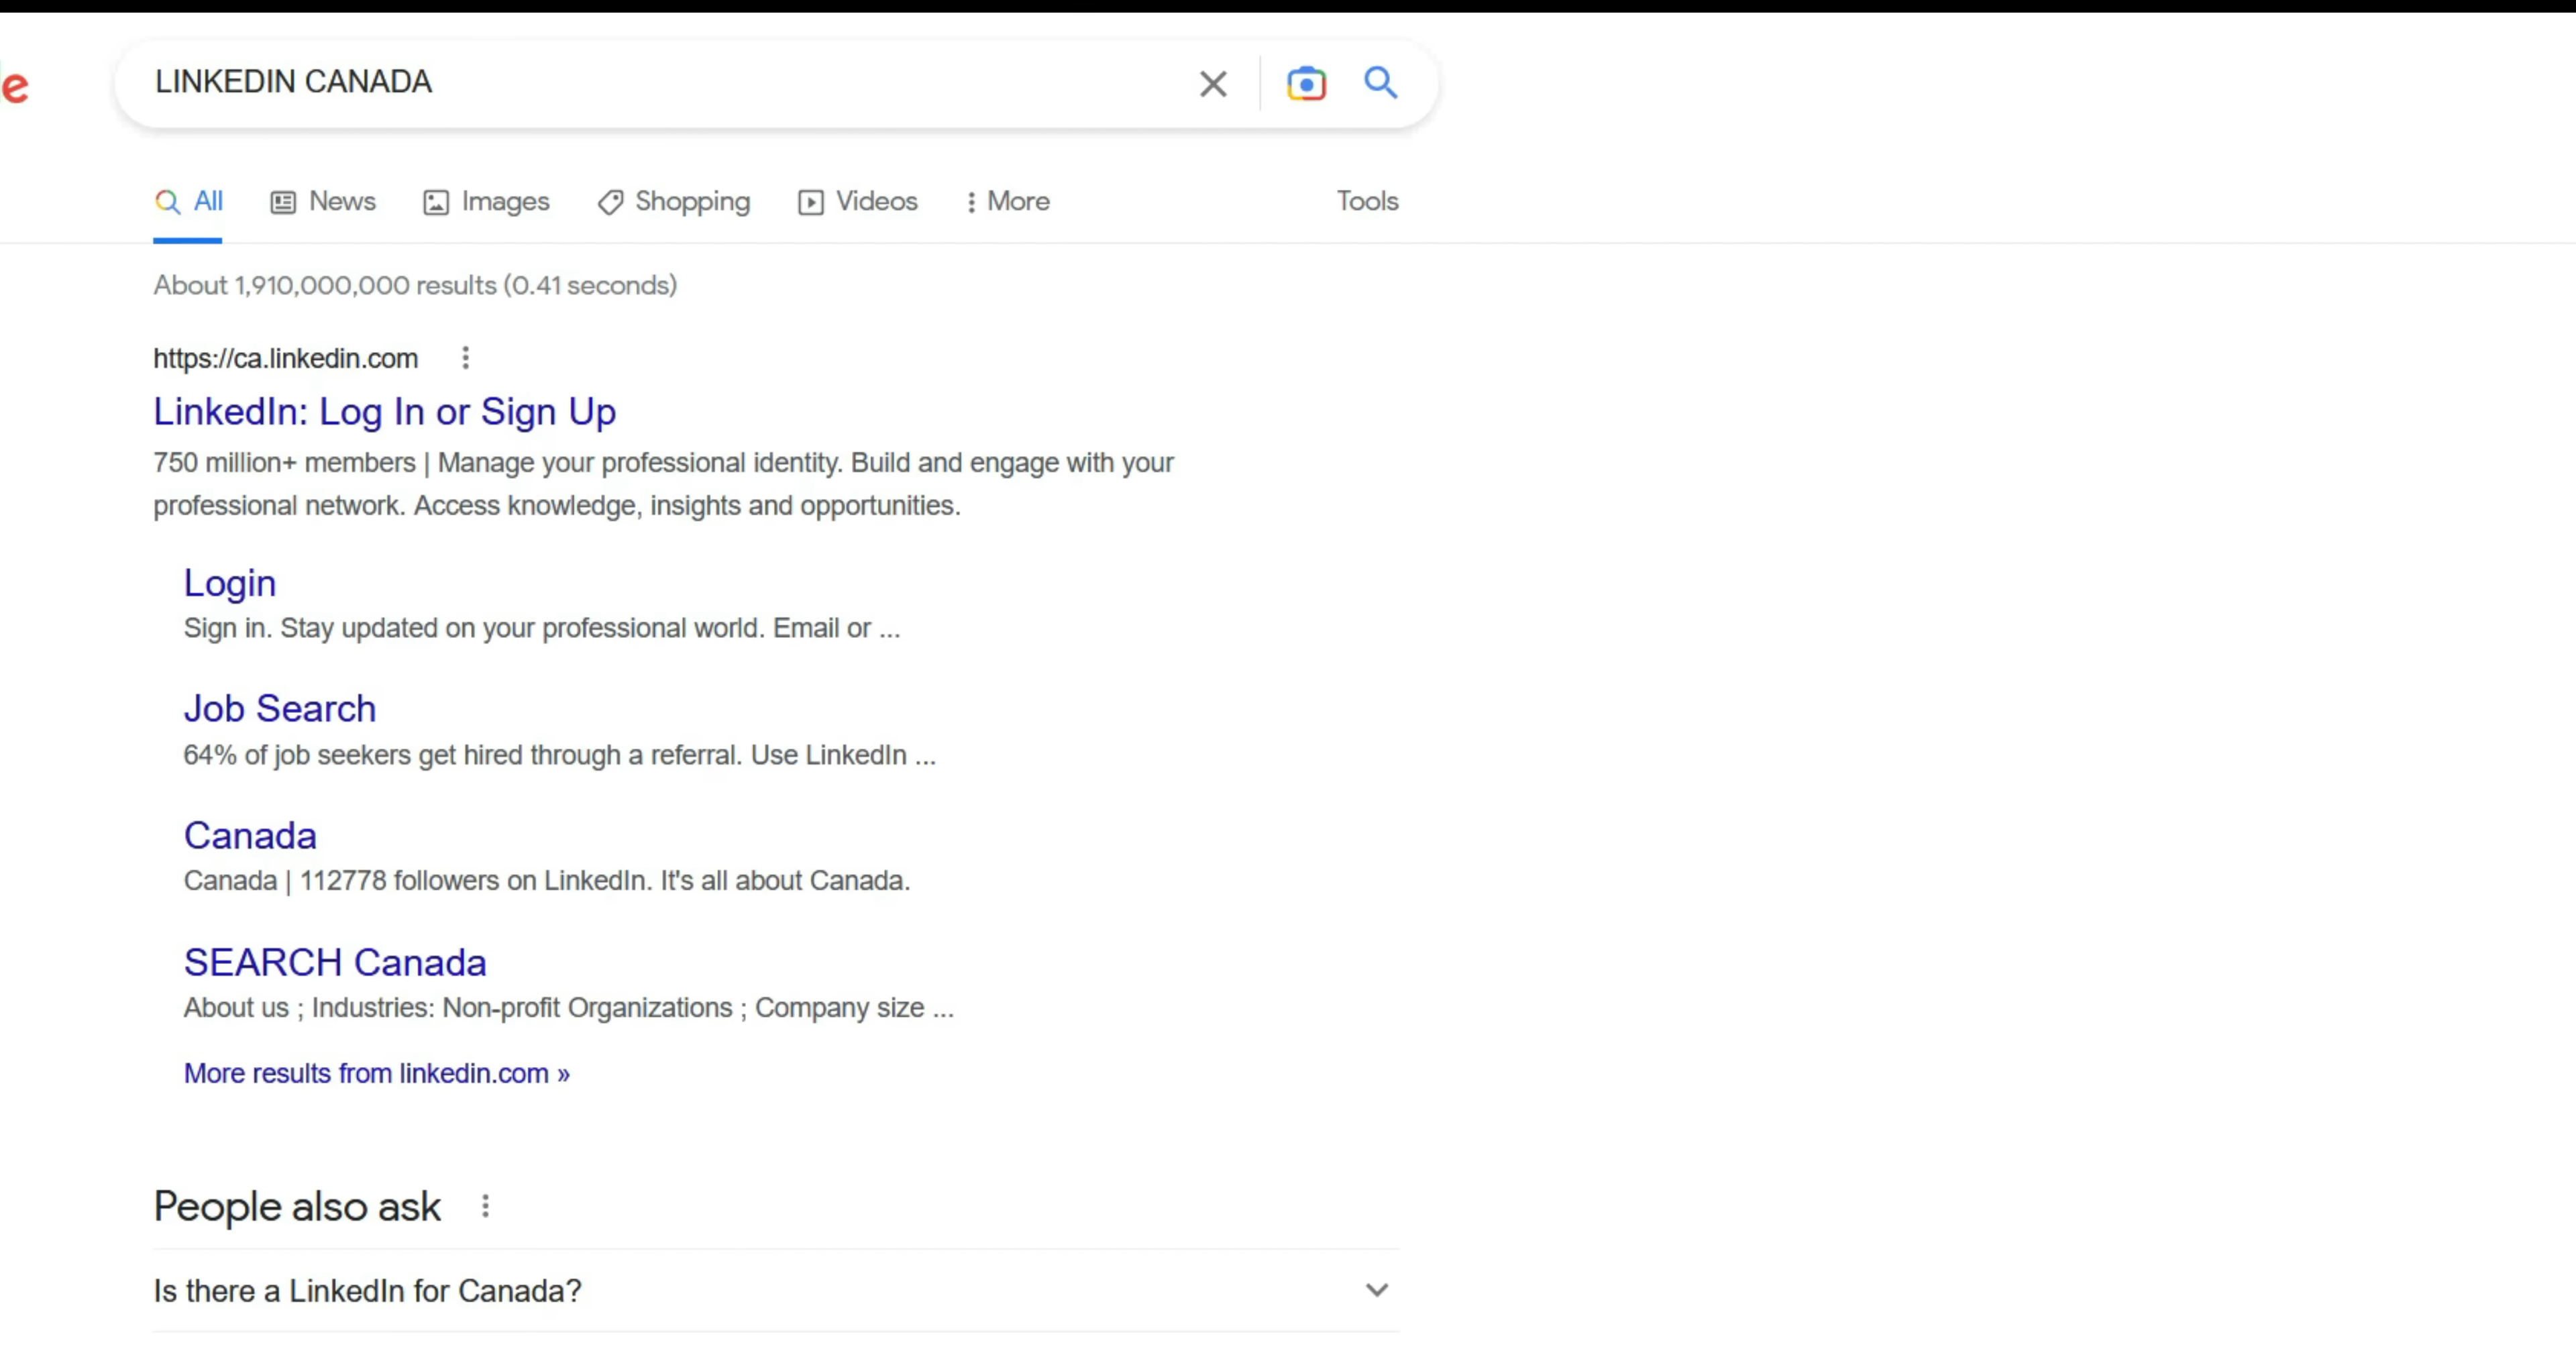 e
LINKEDIN CANADA
All News Images Shopping Videos More Tools
About 1,910,000,000 results (0.41 seconds)
https://ca.linkedin.com
LinkedIn: Log In or Sign Up
750 million+ members | Manage your professional identity. Build and engage with your
professional network. Access knowledge, insights and opportunities.
Login
Sign in. Stay updated on your professional world. Email or ...
Job Search
64% of job seekers get hired through a referral. Use LinkedIn ...
Canada
Canada | 112778 followers on LinkedIn. It's all about Canada.
SEARCH Canada
About us ; Industries: Non-profit Organizations ; Company size ...
More results from linkedin.com »
People also ask
Is there a LinkedIn for Canada?